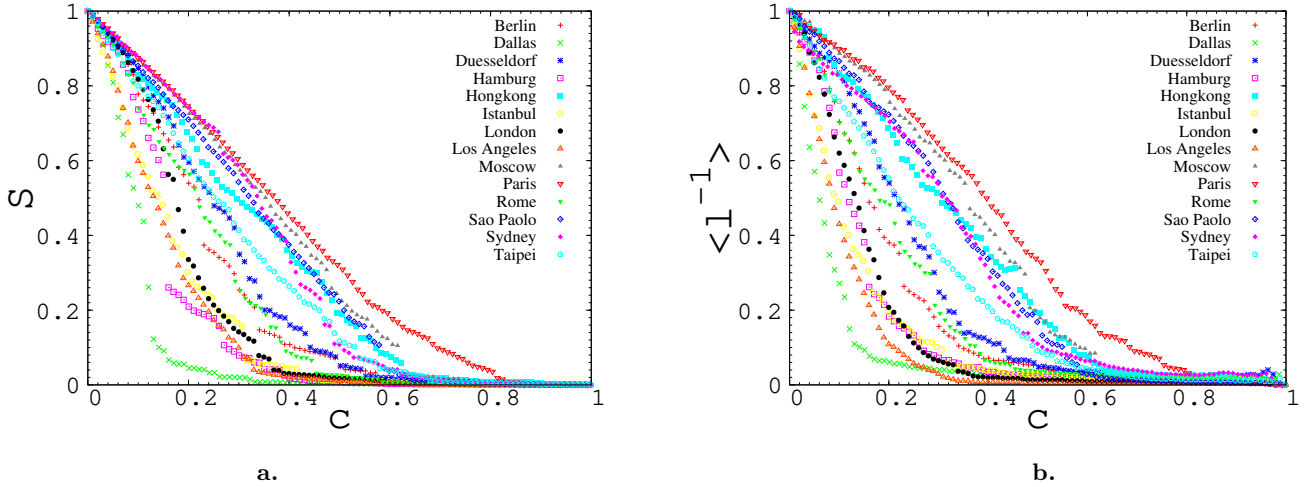 1
0.8
0.6
0.4
0.2
0
0 0.2 0.4 0.6 0.8 1
S
C
Berlin
Dallas
Duesseldorf
Hamburg
Hongkong
Istanbul
London
Los Angeles
Moscow
Paris
Rome
Sao Paolo
Sydney
Taipei
a.
1
0.8
0.6
0.4
0.2
0
0 0.2 0.4 0.6 0.8 1
<l^-1>
C
Berlin
Dallas
Duesseldorf
Hamburg
Hongkong
Istanbul
London
Los Angeles
Moscow
Paris
Rome
Sao Paolo
Sydney
Taipei
b.